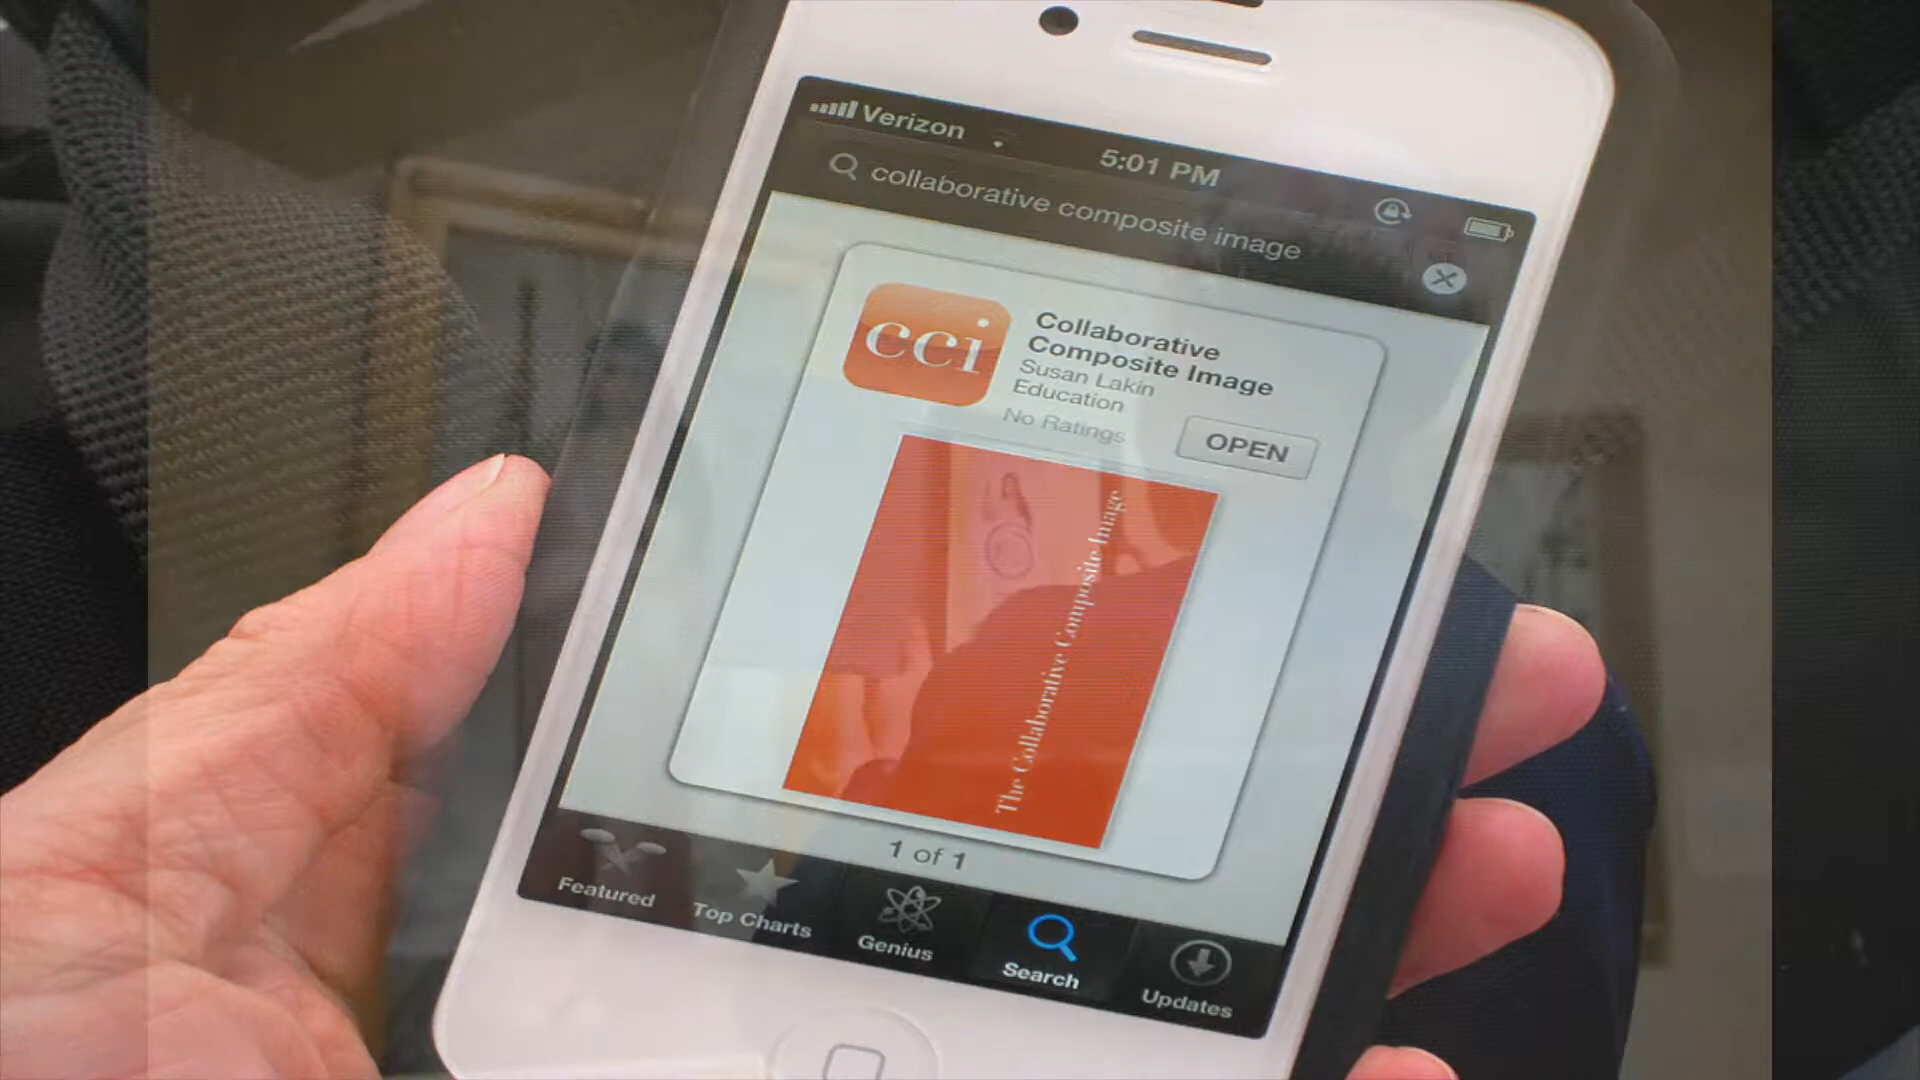 Verizon
5:01 PM
collaborative composite image
cci
Collaborative
Composite Image
Susan Lakin
Education
No Ratings
OPEN
The Collaborative Composite Image
1 of 1
Featured
Top Charts
Genius
Search
Updates